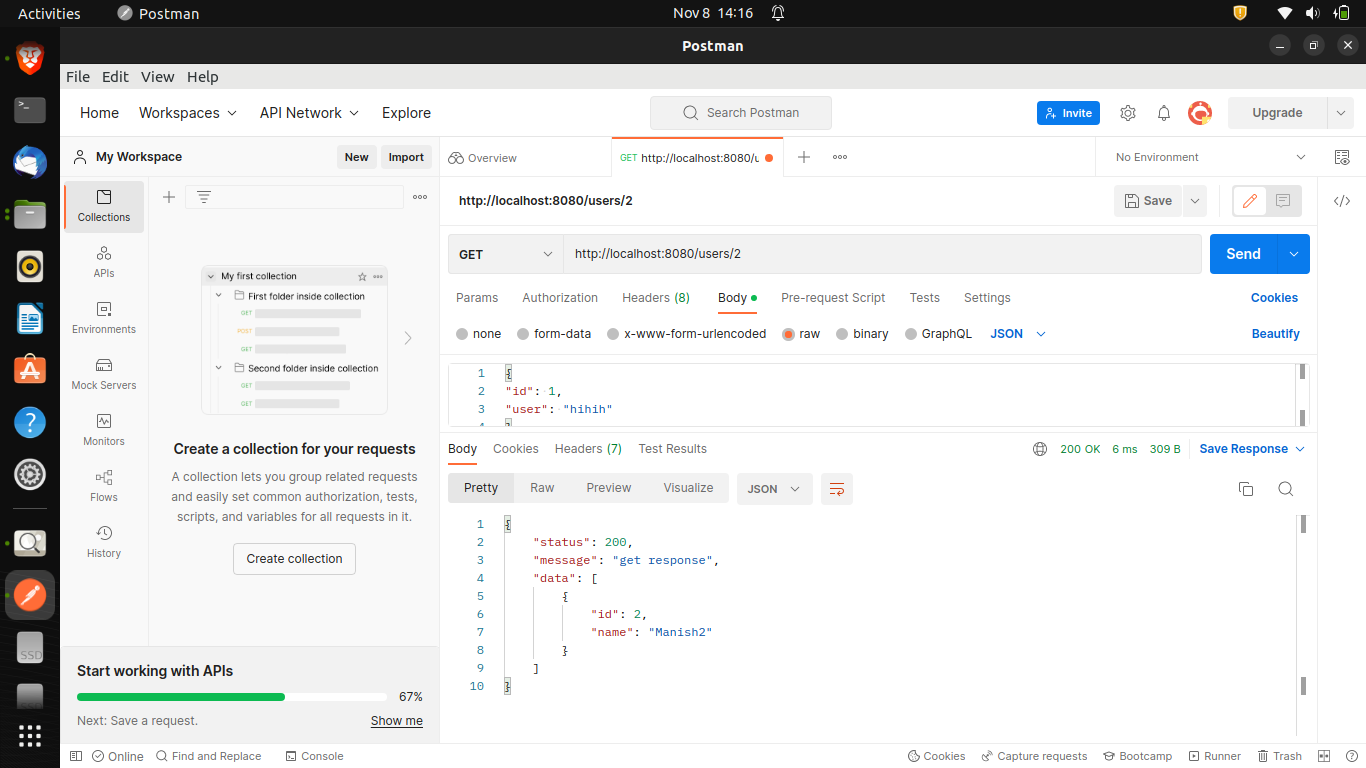 Activities Postman Nov 8 14:16
Postman
File Edit View Help
Home Workspaces API Network Explore Search Postman Invite Upgrade
My Workspace New Import Overview GET http://localhost:8080/u No Environment
Collections
APIs
Environments
Mock Servers
Monitors
Flows
History
My first collection
First folder inside collection
GET
POST
GET
Second folder inside collection
GET
GET
Create a collection for your requests
A collection lets you group related requests
and easily set common authorization, tests,
scripts, and variables for all requests in it.
Create collection
Start working with APIs
67%
Next: Save a request. Show me
http://localhost:8080/users/2 Save
GET http://localhost:8080/users/2 Send
Params Authorization Headers (8) Body Pre-request Script Tests Settings Cookies
none form-data x-www-form-urlencoded raw binary GraphQL JSON Beautify
1 {
2 "id": 1,
3 "user": "hihih"
Body Cookies Headers (7) Test Results 200 OK 6 ms 309 B Save Response
Pretty Raw Preview Visualize JSON
1 {
2 "status": 200,
3 "message": "get response",
4 "data": [
5 {
6 "id": 2,
7 "name": "Manish2"
8 }
9 ]
10 }
SSD
Online Find and Replace Console Cookies Capture requests Bootcamp Runner Trash